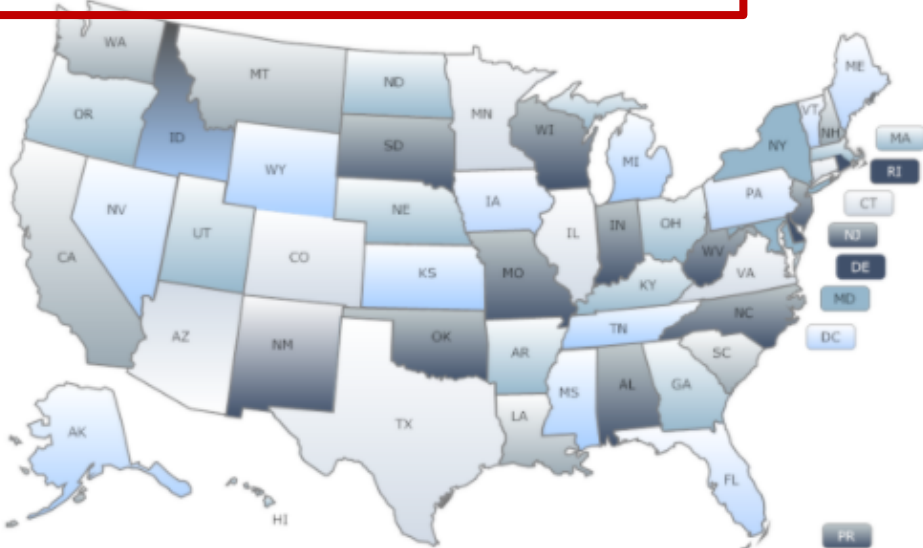 WA
MT
ND
MN
OR
ID
SD
WI
WY
MI
ME
VT
NH
NY
MA
RI
PA
CT
NV
UT
NE
IA
IL
IN
OH
NJ
CA
CO
KS
MO
WV
VA
KY
DE
MD
AZ
NM
OK
AR
TN
NC
DC
SC
MS
AL
GA
TX
LA
AK
FL
HI
PR